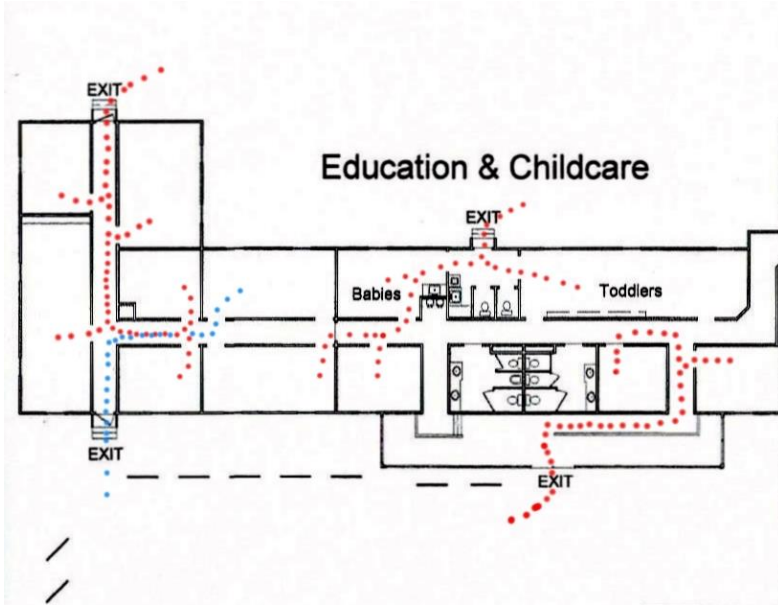 EXIT
Education & Childcare
EXIT
Babies
Toddlers
EXIT
EXIT